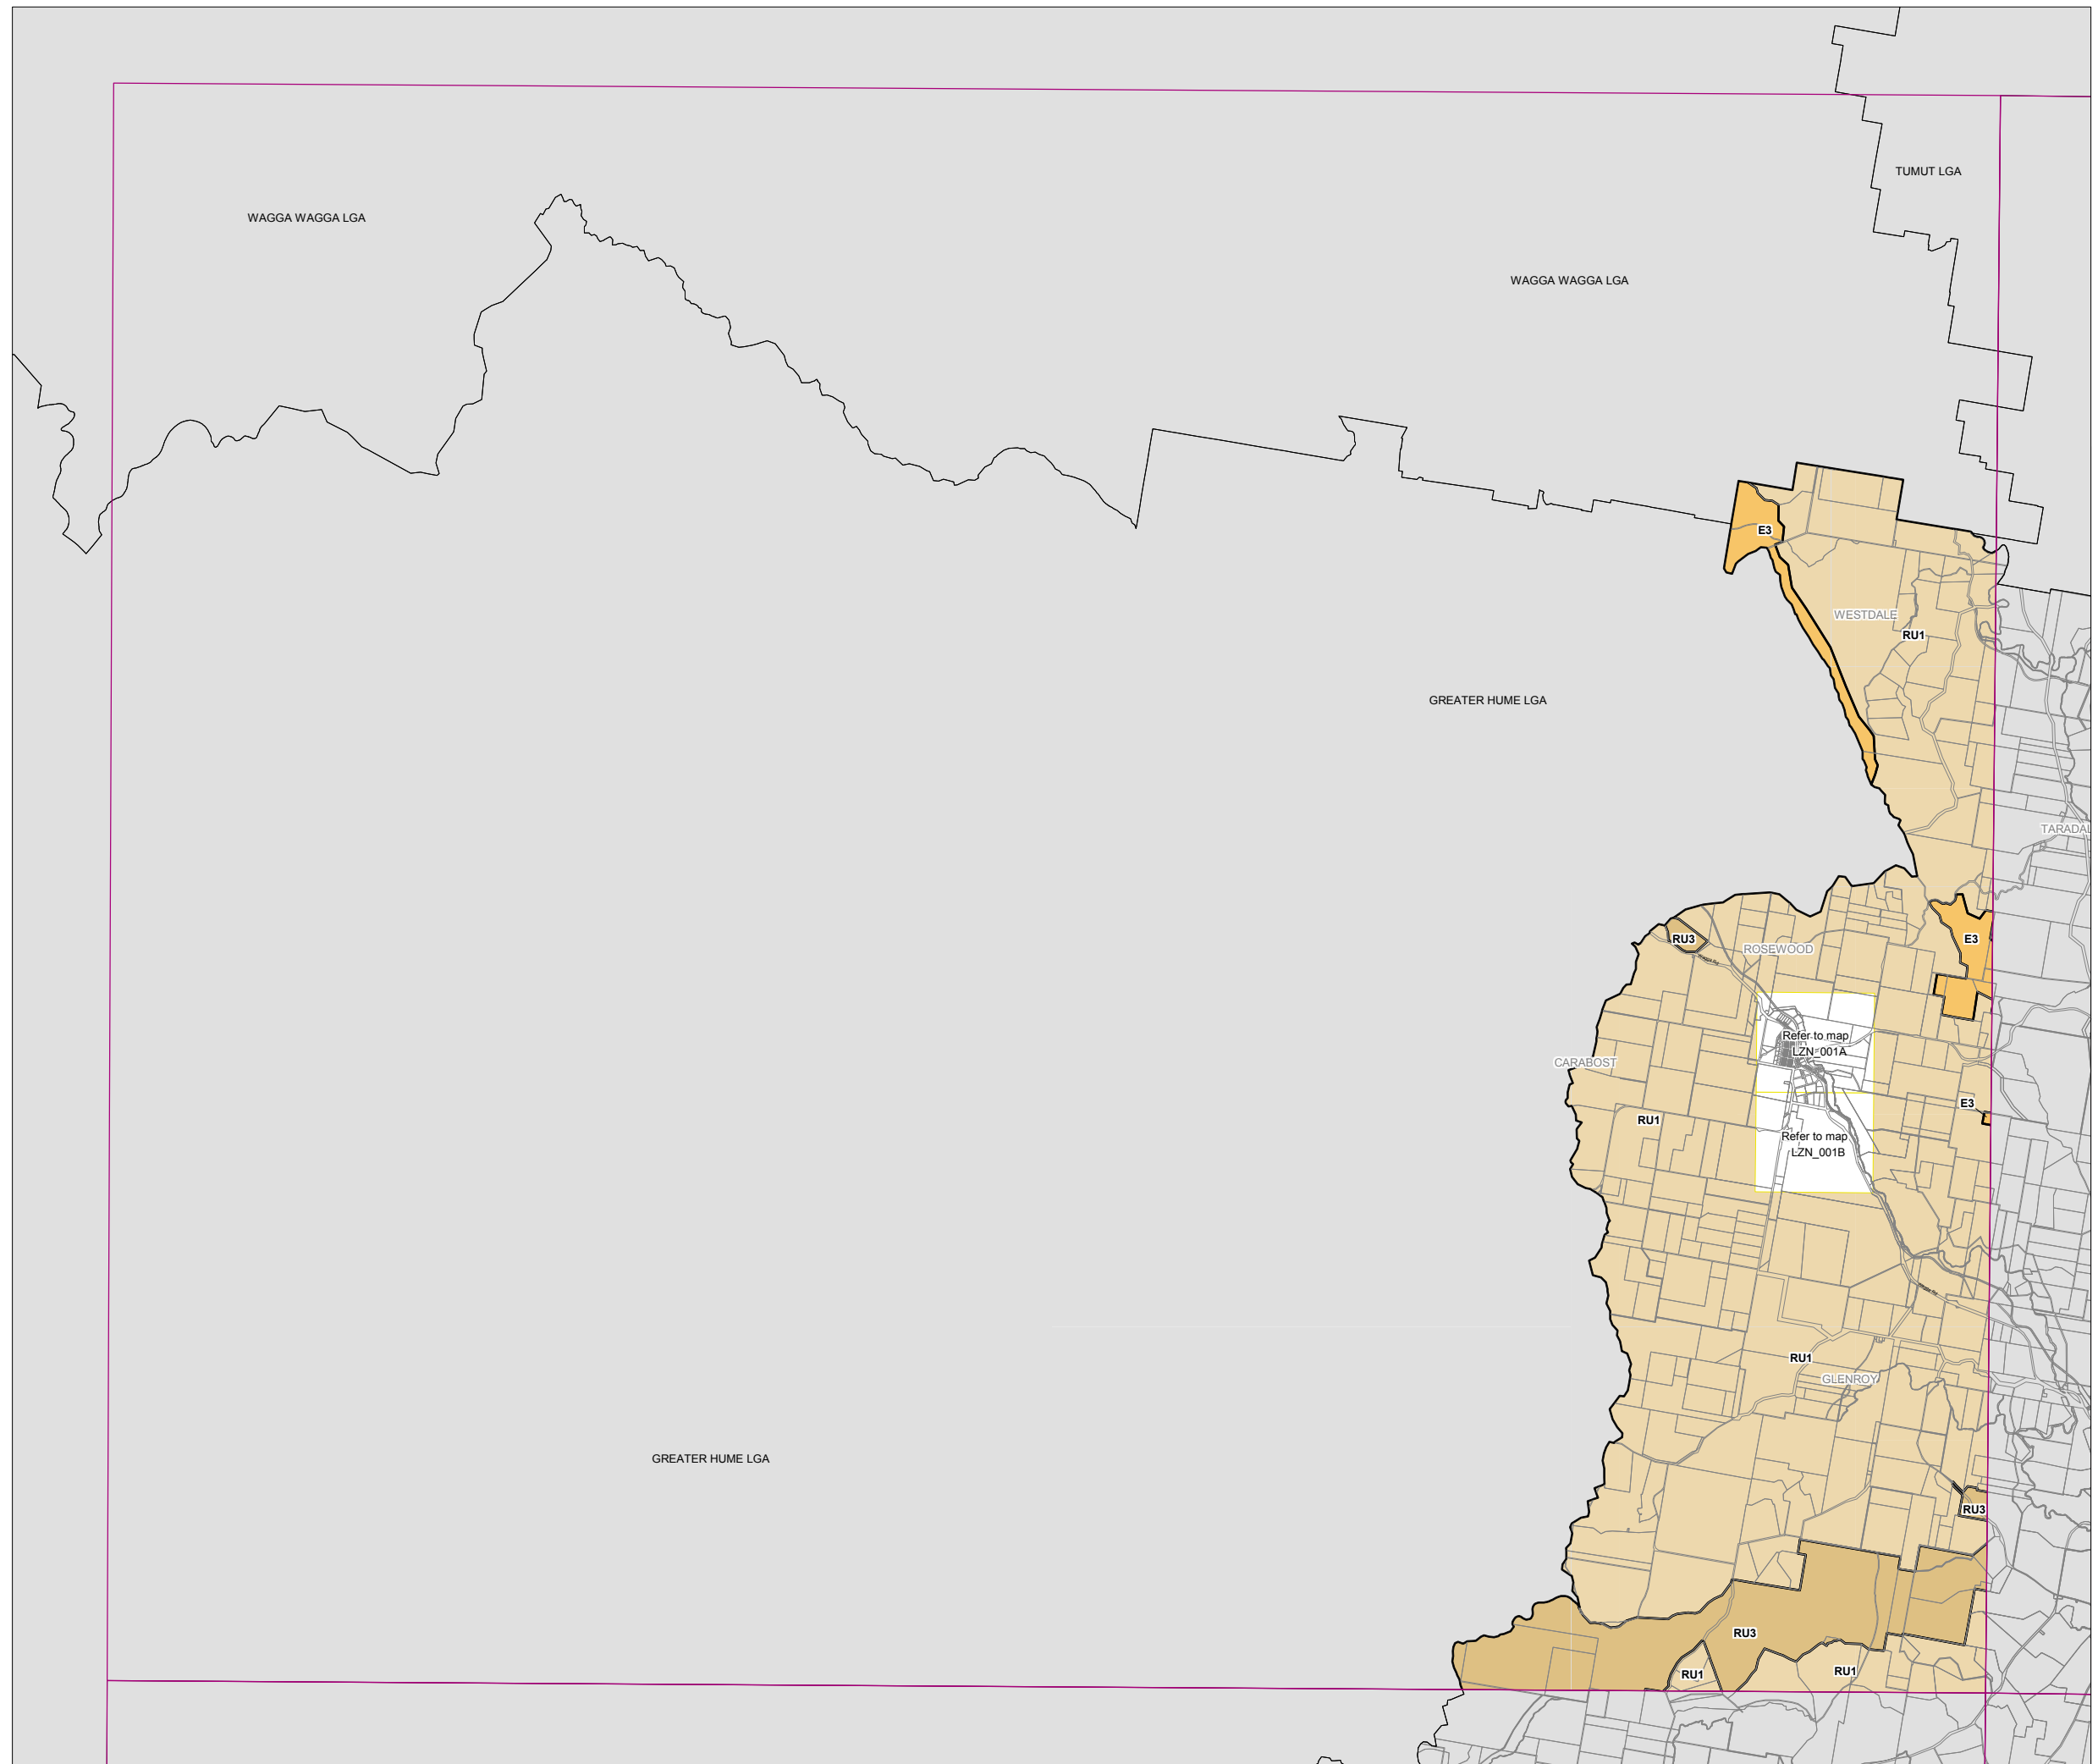 TUMUT LGA
WAGGA WAGGA LGA
WAGGA WAGGA LGA
E3
WESTDALE
RU1
GREATER HUME LGA
TARADAL
RU3
E3
ROSEWOOD
Refer to map
LZN_001A
CARABOST
E3
RU1
Refer to map
LZN_001B
RU1
GLENROY
GREATER HUME LGA
RU3
RU3
RU1
RU1